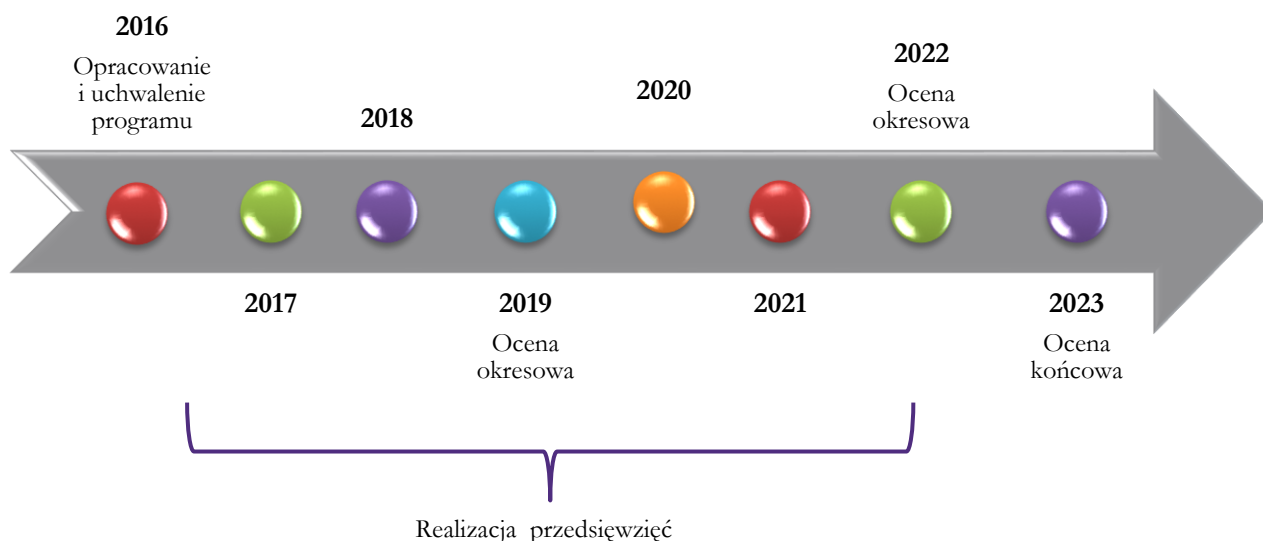 2016
Opracowanie
i uchwalenie
programu
2017
2018
2019
Ocena
okresowa
2020
2021
2022
Ocena
okresowa
2023
Ocena
końcowa
Realizacja przedsięwzięć